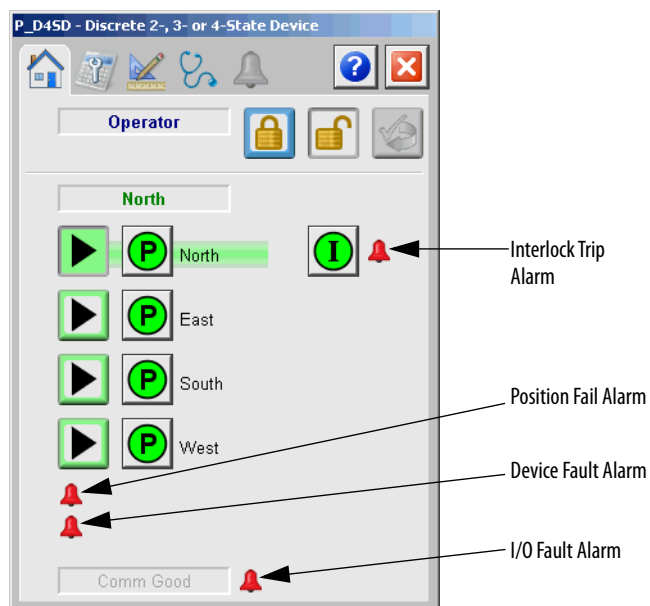 P_D4SD - Discrete 2-, 3- or 4-State Device
?
Operator
North
P North
I
Interlock Trip
Alarm
P East
P South
P West
Position Fail Alarm
Device Fault Alarm
Comm Good
I/O Fault Alarm